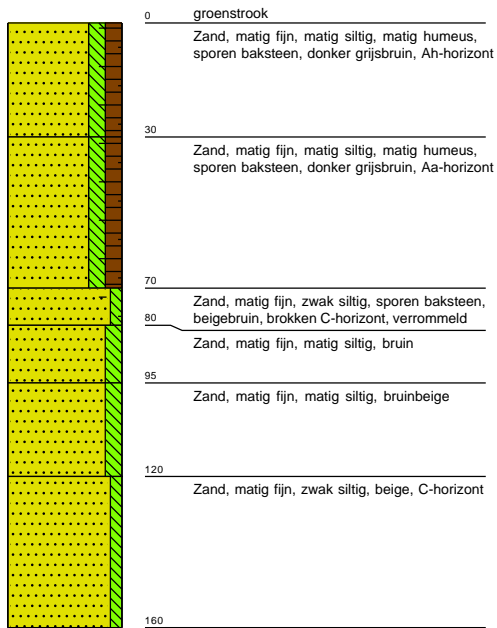 0 groenstrook
Zand, matig fijn, matig siltig, matig humeus,
sporen baksteen, donker grijsbruin, Ah-horizont
30
Zand, matig fijn, matig siltig, matig humeus,
sporen baksteen, donker grijsbruin, Aa-horizont
70
Zand, matig fijn, zwak siltig, sporen baksteen,
beigebruin, brokken C-horizont, verrommeld
80
Zand, matig fijn, matig siltig, bruin
95
Zand, matig fijn, matig siltig, bruinbeige
120
Zand, matig fijn, zwak siltig, beige, C-horizont
160